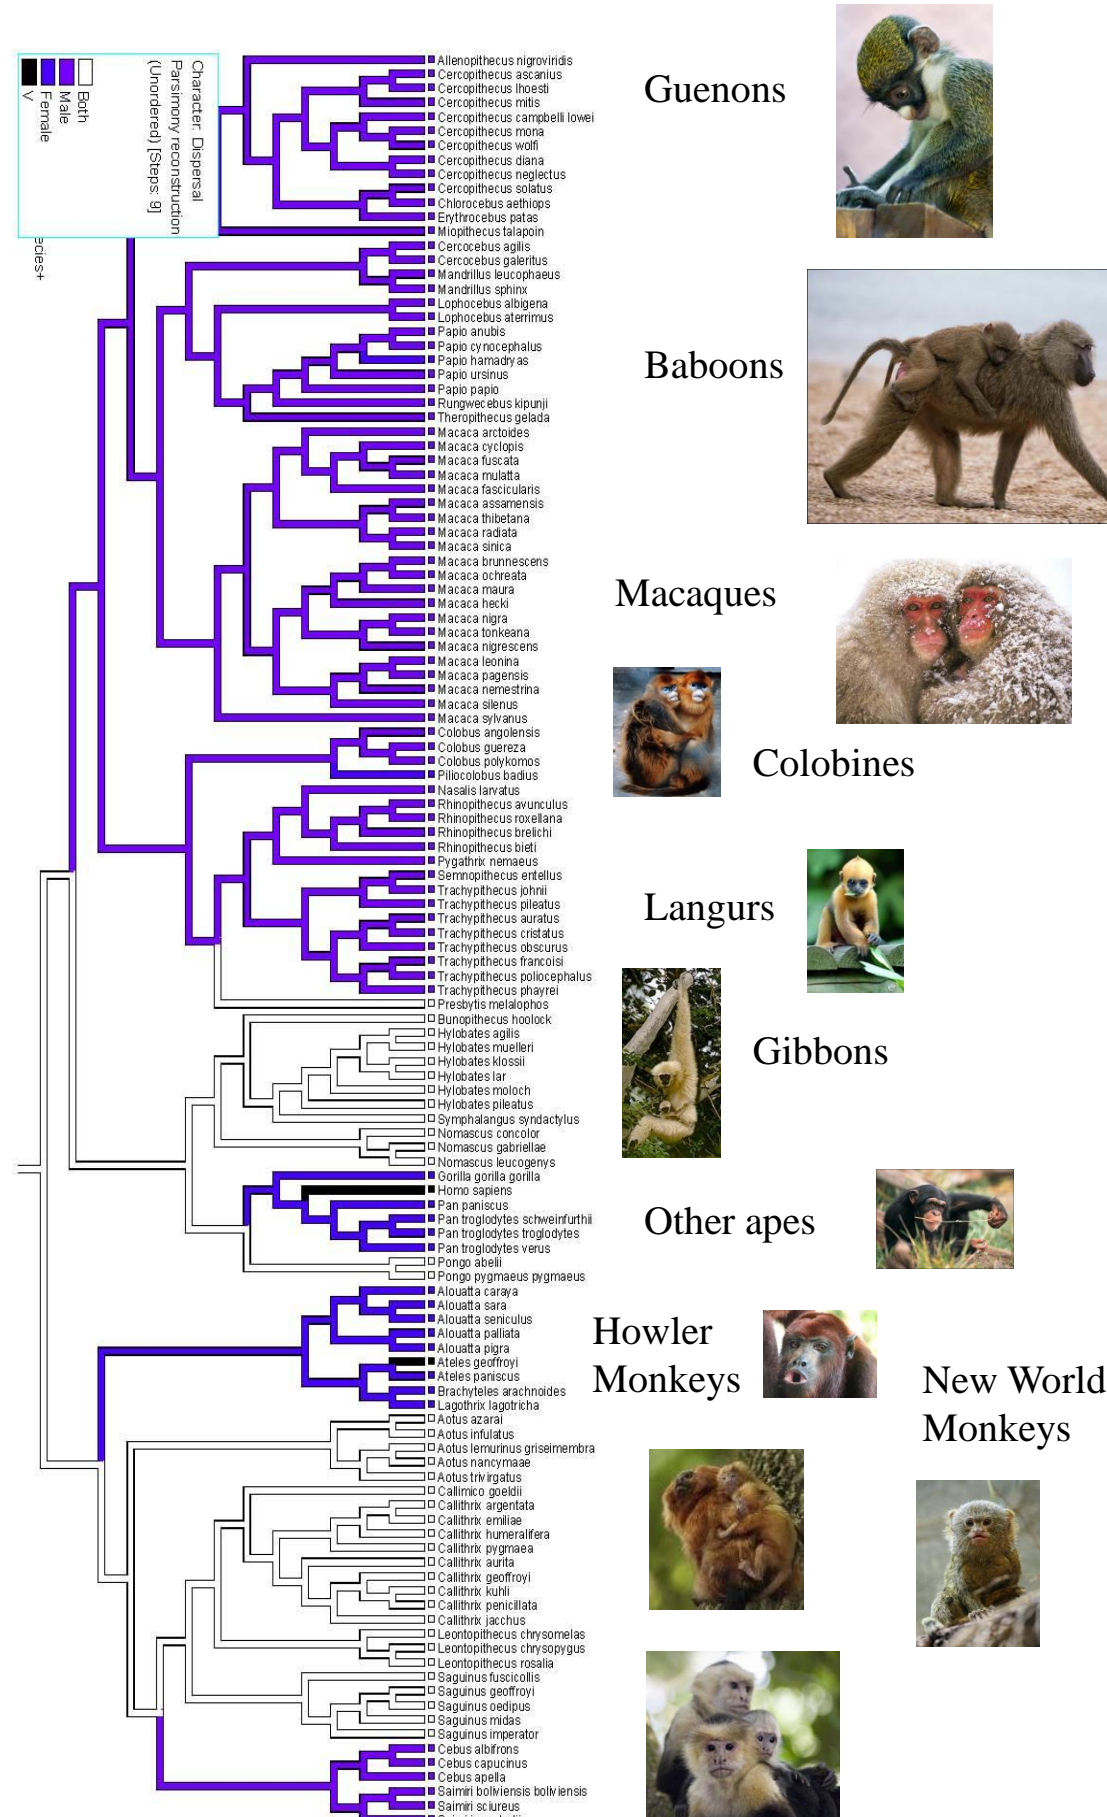 Character: Dispersal
Parsimony reconstruction
(Unordered) [Steps: 9]
Both
Male
Female
V
ecies+
Allenopithecus nigroviridis
Cercopithecus ascanius
Cercopithecus lhoesti
Cercopithecus mitis
Cercopithecus campbelli lowei
Cercopithecus mona
Cercopithecus wolfi
Cercopithecus diana
Cercopithecus neglectus
Cercopithecus solatus
Chlorocebus aethiops
Erythrocebus patas
Miopithecus talapoin
Cercocebus agilis
Cercocebus galeritus
Mandrillus leucophaeus
Mandrillus sphinx
Lophocebus albigena
Lophocebus aterrimus
Papio anubis
Papio cynocephalus
Papio hamadryas
Papio ursinus
Papio papio
Rungwecebus kipunji
Theropithecus gelada
Macaca arctoides
Macaca cyclopis
Macaca fuscata
Macaca mulatta
Macaca fascicularis
Macaca assamensis
Macaca thibetana
Macaca radiata
Macaca sinica
Macaca brunnescens
Macaca ochreata
Macaca maura
Macaca hecki
Macaca nigra
Macaca tonkeana
Macaca nigrescens
Macaca leonina
Macaca pagensis
Macaca nemestrina
Macaca silenus
Macaca sylvanus
Colobus angolensis
Colobus guereza
Colobus polykomos
Piliocolobus badius
Nasalis larvatus
Rhinopithecus avunculus
Rhinopithecus roxellana
Rhinopithecus brelichi
Rhinopithecus bieti
Pygathrix nemaeus
Semnopithecus entellus
Trachypithecus johnii
Trachypithecus pileatus
Trachypithecus auratus
Trachypithecus cristatus
Trachypithecus obscurus
Trachypithecus francoisi
Trachypithecus poliocephalus
Trachypithecus phayrei
Presbytis melalophos
Bunopithecus hoolock
Hylobates agilis
Hylobates muelleri
Hylobates klossii
Hylobates lar
Hylobates moloch
Hylobates pileatus
Symphalangus syndactylus
Nomascus concolor
Nomascus gabriellae
Nomascus leucogenys
Gorilla gorilla gorilla
Homo sapiens
Pan paniscus
Pan troglodytes schweinfurthii
Pan troglodytes troglodytes
Pan troglodytes verus
Pongo abelii
Pongo pygmaeus pygmaeus
Alouatta caraya
Alouatta sara
Alouatta seniculus
Alouatta palliata
Alouatta pigra
Ateles geoffroyi
Ateles paniscus
Brachyteles arachnoides
Lagothrix lagotricha
Aotus azarai
Aotus infulatus
Aotus lemurinus griseimembra
Aotus nancymaae
Aotus trivirgatus
Callimico goeldii
Callithrix argentata
Callithrix emiliae
Callithrix humeralifera
Callithrix pygmaea
Callithrix aurita
Callithrix geoffroyi
Callithrix kuhli
Callithrix penicillata
Callithrix jacchus
Leontopithecus chrysomelas
Leontopithecus chrysopygus
Leontopithecus rosalia
Saguinus fuscicollis
Saguinus geoffroyi
Saguinus oedipus
Saguinus midas
Saguinus imperator
Cebus albifrons
Cebus capucinus
Cebus apella
Saimiri boliviensis boliviensis
Saimiri sciureus
Guenons
Baboons
Macaques
Colobines
Langurs
Gibbons
Other apes
Howler
Monkeys
New World
Monkeys